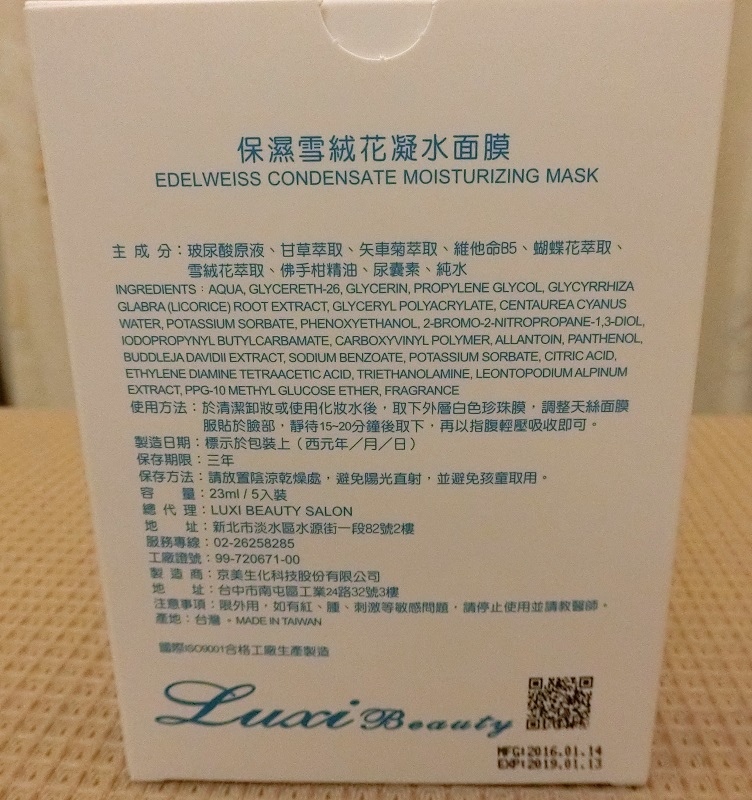 保濕雪絨花凝水面膜
EDELWEISS CONDENSATE MOISTURIZING MASK
主 成 分：玻尿酸原液、甘草萃取、矢車菊萃取、維他命B5、蝴蝶花萃取、
雪絨花萃取、佛手柑精油、尿囊素、純水
INGREDIENTS：AQUA, GLYCERETH-26, GLYCERIN, PROPYLENE GLYCOL, GLYCYRRHIZA
GLABRA (LICORICE) ROOT EXTRACT, GLYCERYL POLYACRYLATE, CENTAUREA CYANUS
WATER, POTASSIUM SORBATE, PHENOXYETHANOL, 2-BROMO-2-NITROPROPANE-1,3-DIOL,
IODOPROPYNYL BUTYLCARBAMATE, CARBOXYVINYL POLYMER, ALLANTOIN, PANTHENOL,
BUDDLEJA DAVIDII EXTRACT, SODIUM BENZOATE, POTASSIUM SORBATE, CITRIC ACID,
ETHYLENE DIAMINE TETRAACETIC ACID, TRIETHANOLAMINE, LEONTOPODIUM ALPINUM
EXTRACT, PPG-10 METHYL GLUCOSE ETHER, FRAGRANCE
使用方法：於清潔卸妝或使用化妝水後，取下外層白色珍珠膜，調整天絲面膜
服貼於臉部，靜待15~20分鐘後取下，再以指腹輕壓吸收即可。
製造日期：標示於包裝上（西元年／月／日）
保存期限：三年
保存方法：請放置陰涼乾燥處，避免陽光直射，並避免孩童取用。
容 量：23ml / 5入裝
總 代 理：LUXI BEAUTY SALON
地 址：新北市淡水區水源街一段82號2樓
服務專線：02-26258285
工廠證號：99-720671-00
製 造 商：京美生化科技股份有限公司
地 址：台中市南屯區工業24路32號3樓
注意事項：限外用，如有紅、腫、刺激等敏感問題，請停止使用並請教醫師。
產地：台灣。MADE IN TAIWAN
國際ISO9001合格工廠生產製造
Luxi Beauty
MFG:2016.01.14
EXP:2019.01.13